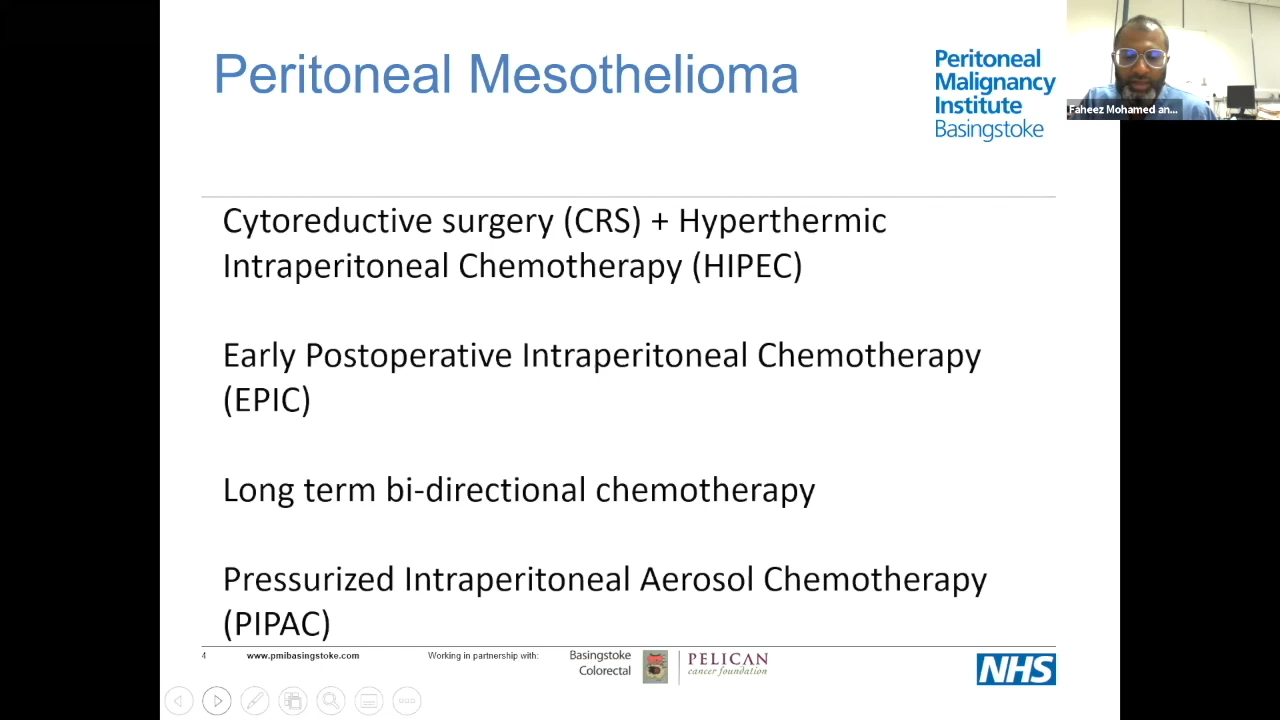 Peritoneal Mesothelioma
Peritoneal
Malignancy
Institute
Basingstoke
Faheez Mohamed an...
Cytoreductive surgery (CRS) + Hyperthermic
Intraperitoneal Chemotherapy (HIPEC)
Early Postoperative Intraperitoneal Chemotherapy
(EPIC)
Long term bi-directional chemotherapy
Pressurized Intraperitoneal Aerosol Chemotherapy
(PIPAC)
4
www.pmibasingstoke.com
Working in partnership with:
Basingstoke
Colorectal
PELICAN
cancer foundation
NHS